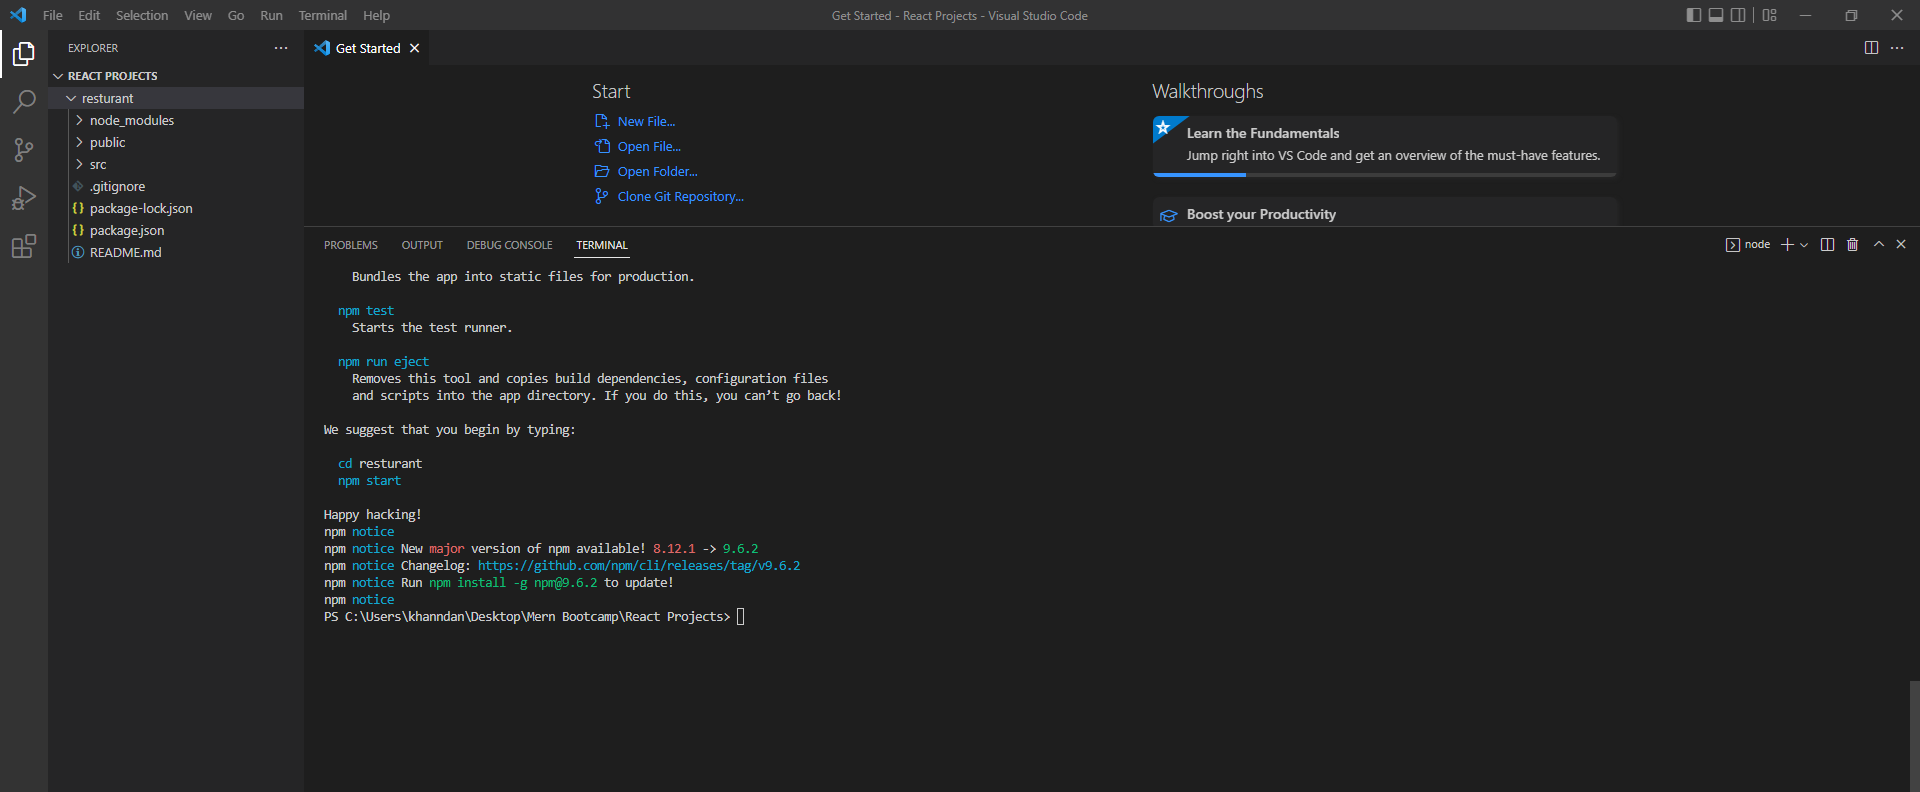 File Edit Selection View Go Run Terminal Help
Get Started - React Projects - Visual Studio Code
EXPLORER
REACT PROJECTS
resturant
node_modules
public
src
.gitignore
package-lock.json
package.json
README.md
Get Started
Start
New File...
Open File...
Open Folder...
Clone Git Repository...
Walkthroughs
Learn the Fundamentals
Jump right into VS Code and get an overview of the must-have features.
Boost your Productivity
PROBLEMS OUTPUT DEBUG CONSOLE TERMINAL
node
Bundles the app into static files for production.
npm test
Starts the test runner.
npm run eject
Removes this tool and copies build dependencies, configuration files
and scripts into the app directory. If you do this, you can’t go back!
We suggest that you begin by typing:
cd resturant
npm start
Happy hacking!
npm notice
npm notice New major version of npm available! 8.12.1 -> 9.6.2
npm notice Changelog: https://github.com/npm/cli/releases/tag/v9.6.2
npm notice Run npm install -g npm@9.6.2 to update!
npm notice
PS C:\Users\khanndan\Desktop\Mern Bootcamp\React Projects>